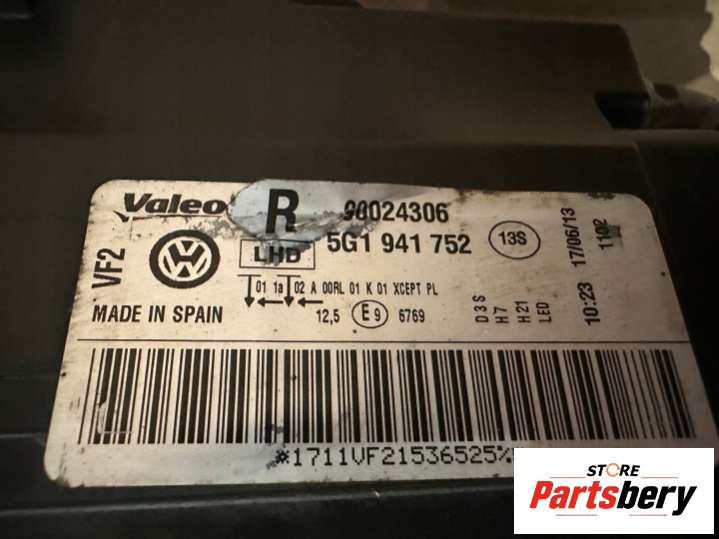 Valeo R 90024306
VW
5G1 941 752 13S
LHD
VF2
01 1a 02 A 00RL 01 K 01 XCEPT PL
MADE IN SPAIN
12,5 E9 6769
D3S
H7
H21
LED
10:23 17/06/13
1102
*1711VF21536525%
STORE
Partsbery